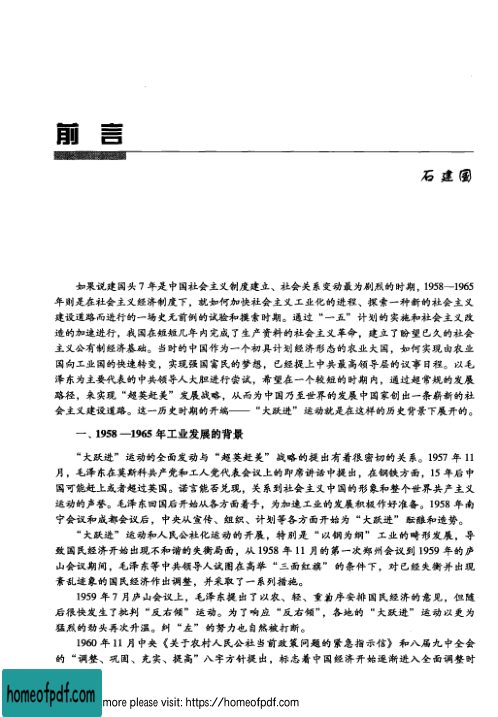 前 言
石建国
如果说建国头7年是中国社会主义制度建立、社会关系变动最为剧烈的时期，1958—1965
年则是在社会主义经济制度下，就如何加快社会主义工业化的进程、探索一种新的社会主义
建设道路而进行的一场史无前例的试验和摸索时期。通过“一五”计划的实施和社会主义改
造的加速进行，我国在短短几年内完成了生产资料的社会主义革命，建立了盼望已久的社会
主义公有制经济基础。当时的中国作为一个初具计划经济形态的农业大国，如何实现由农业
国向工业国的快速转变，实现强国富民的梦想，已经提上中共最高领导层的议事日程。以毛
泽东为主要代表的中共领导人大胆进行尝试，希望在一个较短的时期内，通过超常规的发展
路径，来实现“超英赶美”发展战略，从而为中国乃至世界的发展中国家创出一条崭新的社
会主义建设道路。这一历史时期的开端——“大跃进”运动就是在这样的历史背景下展开的。
一、1958—1965年工业发展的背景
“大跃进”运动的全面发动与“超英赶美”战略的提出有着很密切的关系。1957年11
月，毛泽东在莫斯科共产党和工人党代表会议上的即席讲话中提出，在钢铁方面，15年后中
国可能赶上或者超过英国。诺言能否兑现，关系到社会主义中国的形象和整个世界共产主义
运动的声誉。毛泽东回国后开始从各方面着手，为加速工业的发展积极作好准备。1958年南
宁会议和成都会议后，中央从宣传、组织、计划等各方面开始为“大跃进”酝酿和造势。
“大跃进”运动和人民公社化运动的开展，特别是“以钢为纲”工业的畸形发展，导
致国民经济开始出现不和谐的失衡局面，从1958年11月的第一次郑州会议到1959年的庐
山会议期间，毛泽东等中共领导人试图在高举“三面红旗”的条件下，对已经失衡并出现
紊乱迹象的国民经济作出调整，并采取了一系列措施。
1959年7月庐山会议上，毛泽东提出了以农、轻、重为序安排国民经济的意见，但随
后很快发生了批判“反右倾”运动。为了响应“反右倾”，各地的“大跃进”运动以更为
猛烈的劲头再次升温。纠“左”的努力也自然被打断。
1960年11月中央《关于农村人民公社当前政策问题的紧急指示信》和八届九中全会
的“调整、巩固、充实、提高”八字方针提出，标志着中国经济开始逐渐进入全面调整时
homeofpdf.com
more please visit: https://homeofpdf.com